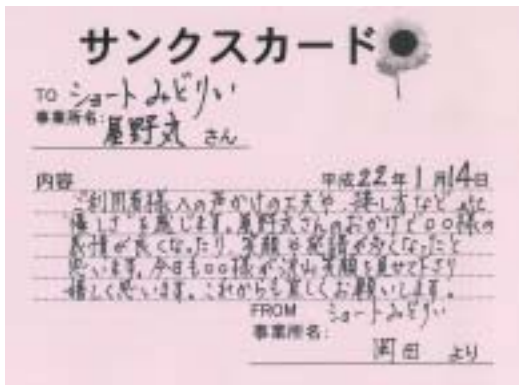 サンクスカード
TO ショートみどりい
事業所名:
星野丸 さん
内容 平成22年1月14日
ご利用者様への声かけの工夫や、接し方など
"優しさ"を感じます。星野丸さんのおかげで○○様の
表情が良くなったり、笑顔や発語が多くなったと
思います。今日も○○様が沢山笑顔を見せて下さり
嬉しく思います。これからも宜しくお願いします。
FROM ショートみどりい
事業所名:
岡田 より